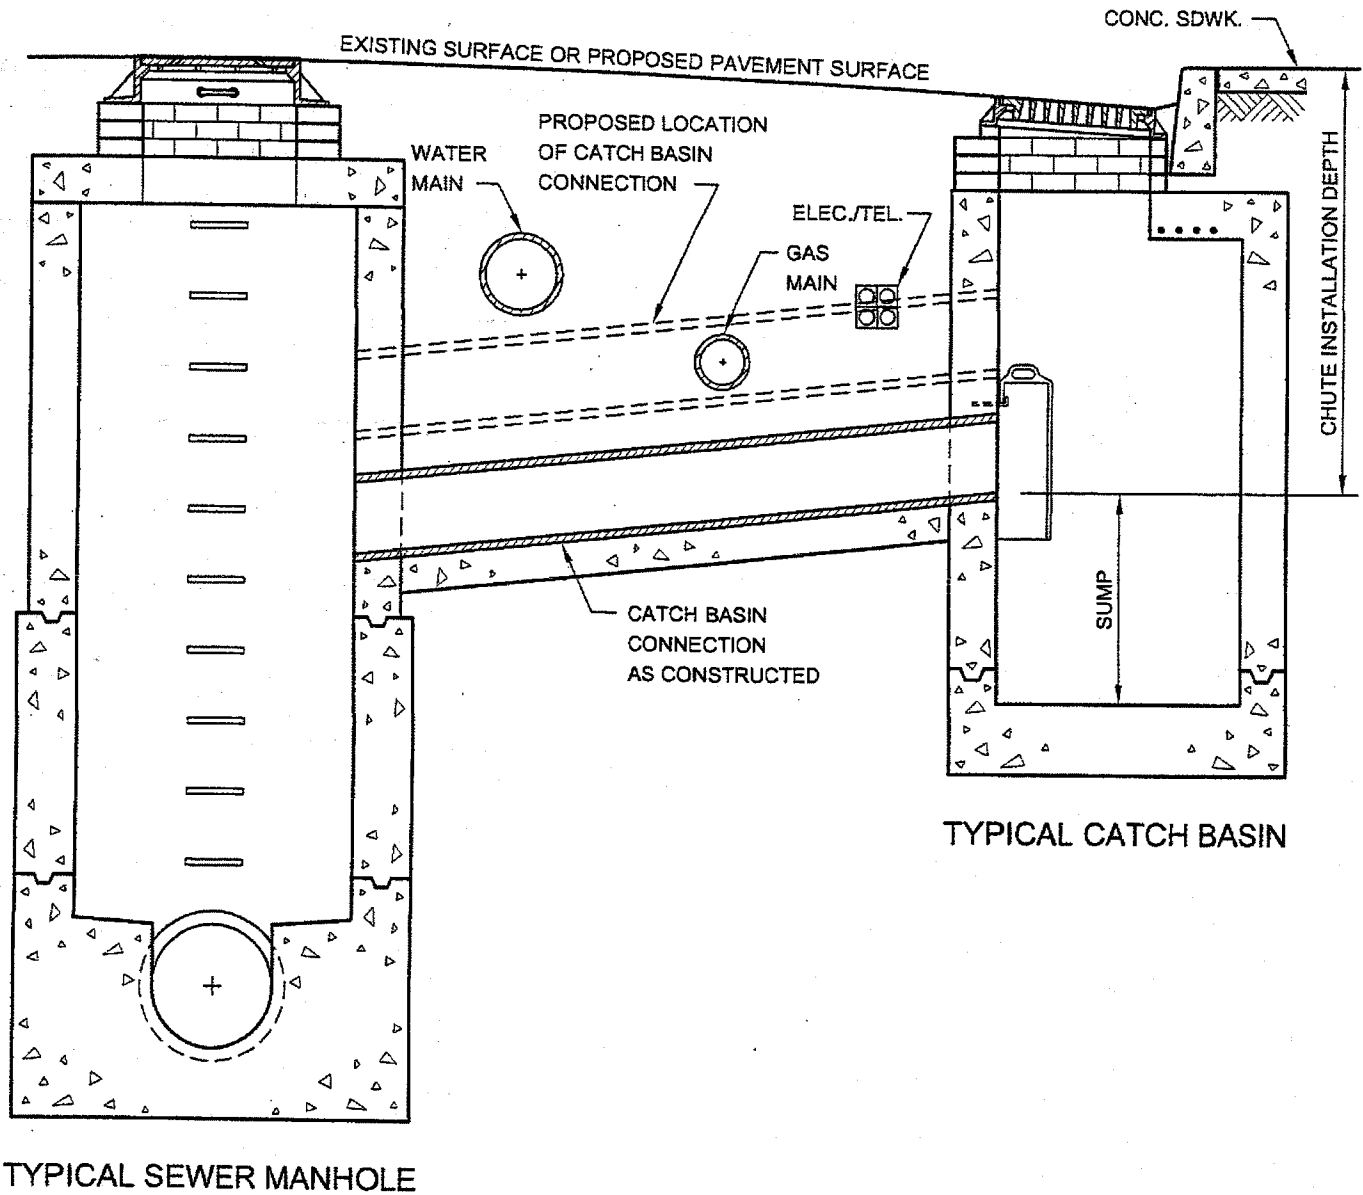 CONC. SDWK.
EXISTING SURFACE OR PROPOSED PAVEMENT SURFACE
PROPOSED LOCATION
OF CATCH BASIN
CONNECTION
WATER
MAIN
ELEC./TEL.
GAS
MAIN
CHUTE INSTALLATION DEPTH
SUMP
CATCH BASIN
CONNECTION
AS CONSTRUCTED
TYPICAL CATCH BASIN
TYPICAL SEWER MANHOLE